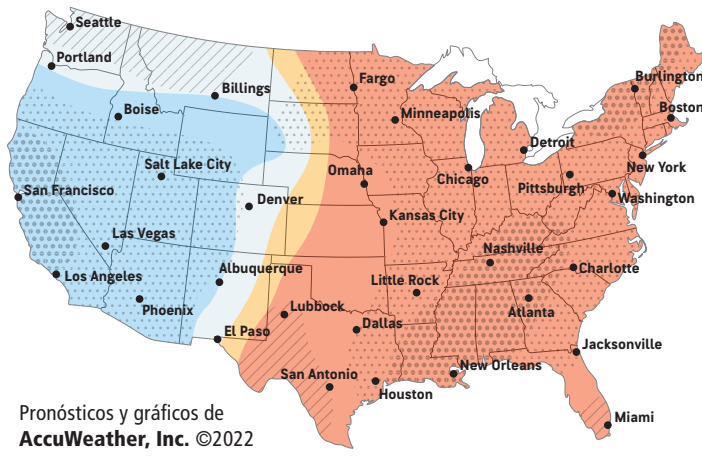 Seattle
Portland
Billings
Fargo
Burlington
Boise
Minneapolis
Boston
Detroit
Salt Lake City
Omaha
Chicago
New York
Pittsburgh
San Francisco
Denver
Washington
Kansas City
Las Vegas
Nashville
Los Angeles
Albuquerque
Little Rock
Charlotte
Phoenix
Lubbock
Atlanta
El Paso
Dallas
Jacksonville
San Antonio
New Orleans
Houston
Miami
Pronósticos y gráficos de
AccuWeather, Inc. ©2022